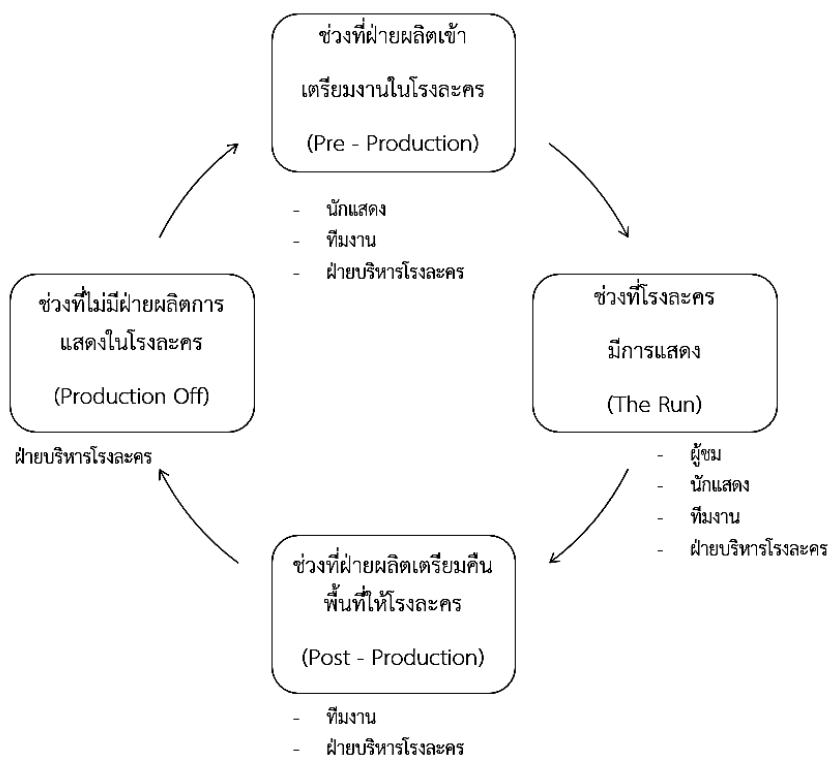 ช่วงที่ฝ่ายผลิตเข้า
เตรียมงานในโรงละคร
(Pre - Production)
- นักแสดง
- ทีมงาน
- ฝ่ายบริหารโรงละคร
ช่วงที่โรงละคร
มีการแสดง
(The Run)
- ผู้ชม
- นักแสดง
- ทีมงาน
- ฝ่ายบริหารโรงละคร
ช่วงที่ฝ่ายผลิตเตรียมคืน
พื้นที่ให้โรงละคร
(Post - Production)
- ทีมงาน
- ฝ่ายบริหารโรงละคร
ช่วงที่ไม่มีฝ่ายผลิตการ
แสดงในโรงละคร
(Production Off)
ฝ่ายบริหารโรงละคร